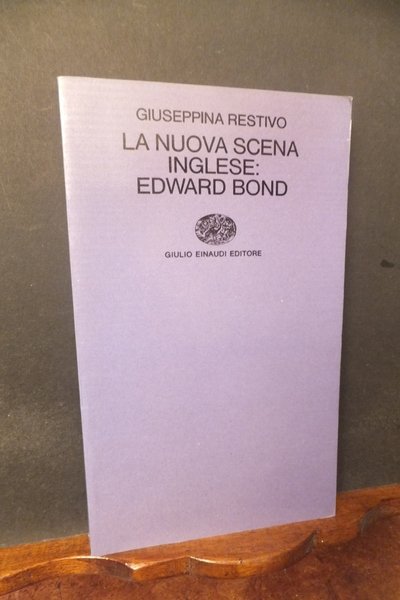 GIUSEPPINA RESTIVO
LA NUOVA SCENA
INGLESE:
EDWARD BOND
GIULIO EINAUDI EDITORE